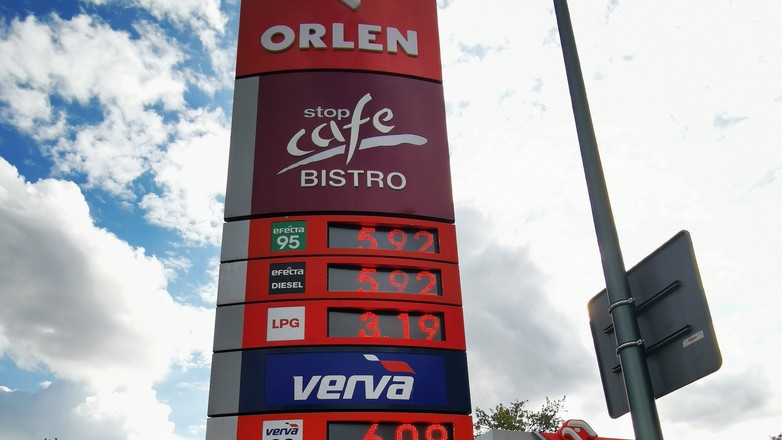 ORLEN
stop
cafe
BISTRO
efecta
95
5.92
efecta
DIESEL
5.92
LPG
3.19
verva
verva